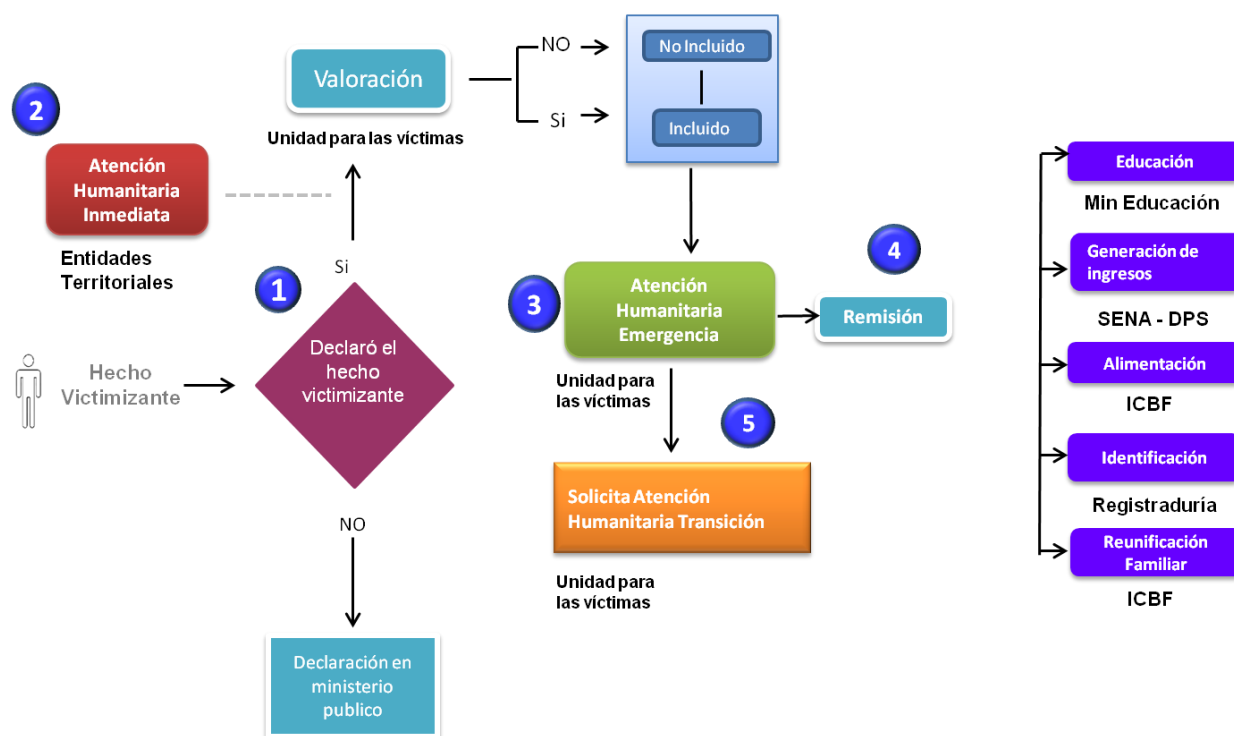 NO
No Incluido
Valoración
Si
Incluido
Unidad para las víctimas
2
Atención
Humanitaria
Inmediata
Entidades
Territoriales
Si
1
Declaró el
hecho
victimizante
Hecho
Victimizante
NO
Declaración en
ministerio
publico
3
Atención
Humanitaria
Emergencia
Unidad para
las víctimas
4
Remisión
5
Solicita Atención
Humanitaria Transición
Unidad para
las víctimas
Educación
Min Educación
Generación de
ingresos
SENA - DPS
Alimentación
ICBF
Identificación
Registraduría
Reunificación
Familiar
ICBF